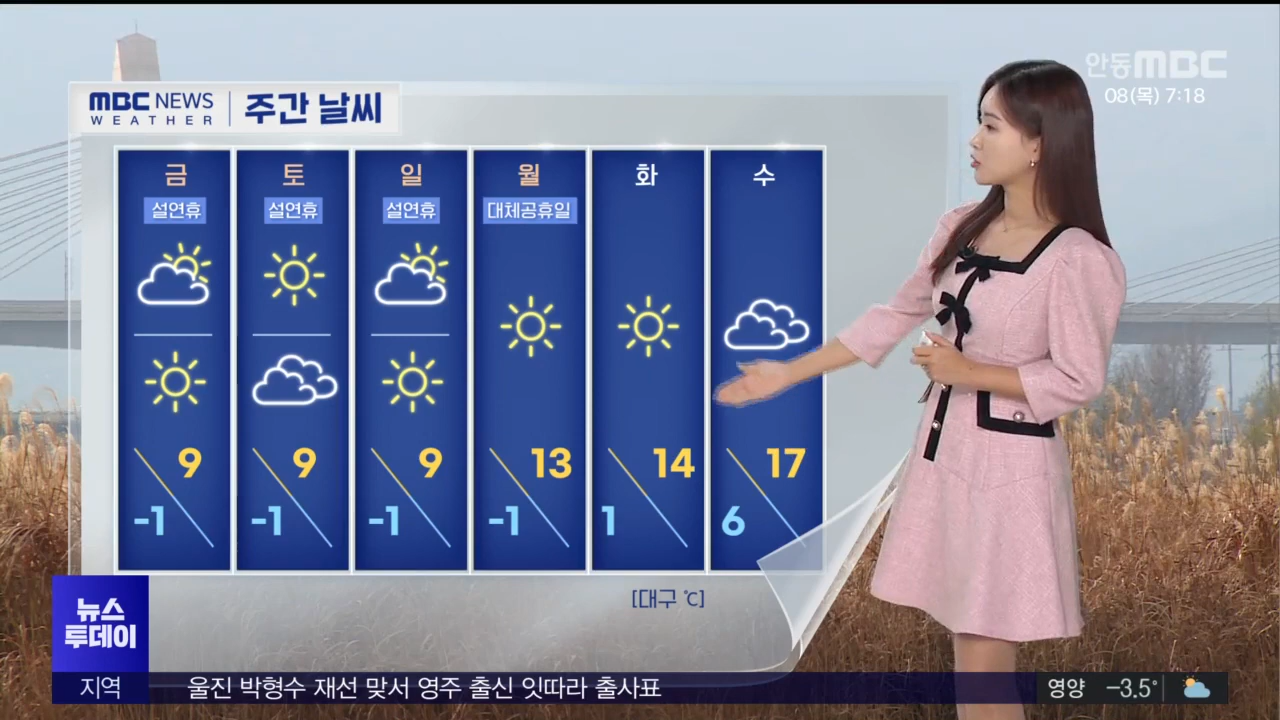 안동MBC
08(목) 7:18
MBC NEWS WEATHER 주간 날씨
금 토 일 월 화 수
설연휴 설연휴 설연휴 대체공휴일
9 9 9 13 14 17
-1 -1 -1 -1 1 6
[대구 ℃]
뉴스
투데이
지역 울진 박형수 재선 맞서 영주 출신 잇따라 출사표 영양 -3.5°